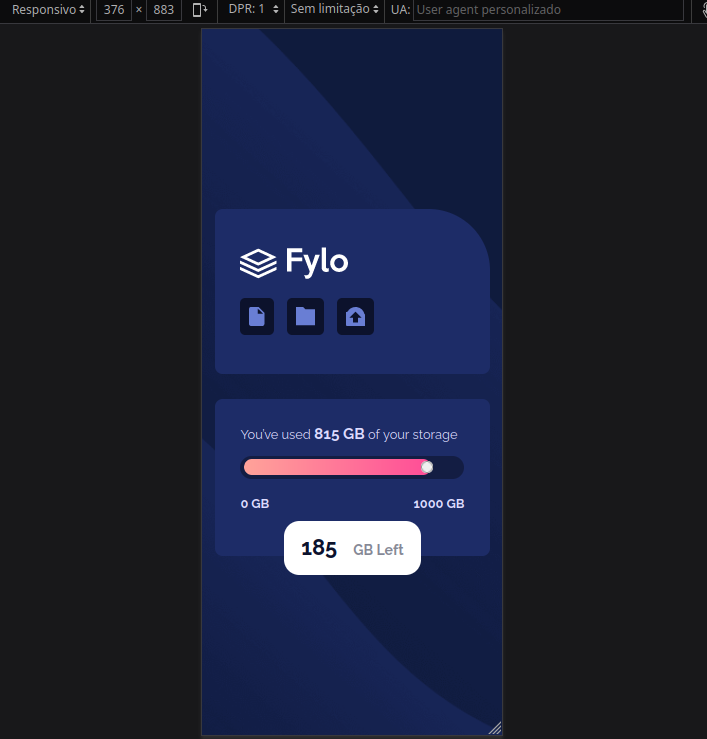 Responsivo 376 × 883 DPR: 1 Sem limitação UA: User agent personalizado
Fylo
You've used 815 GB of your storage
0 GB 1000 GB
185 GB Left